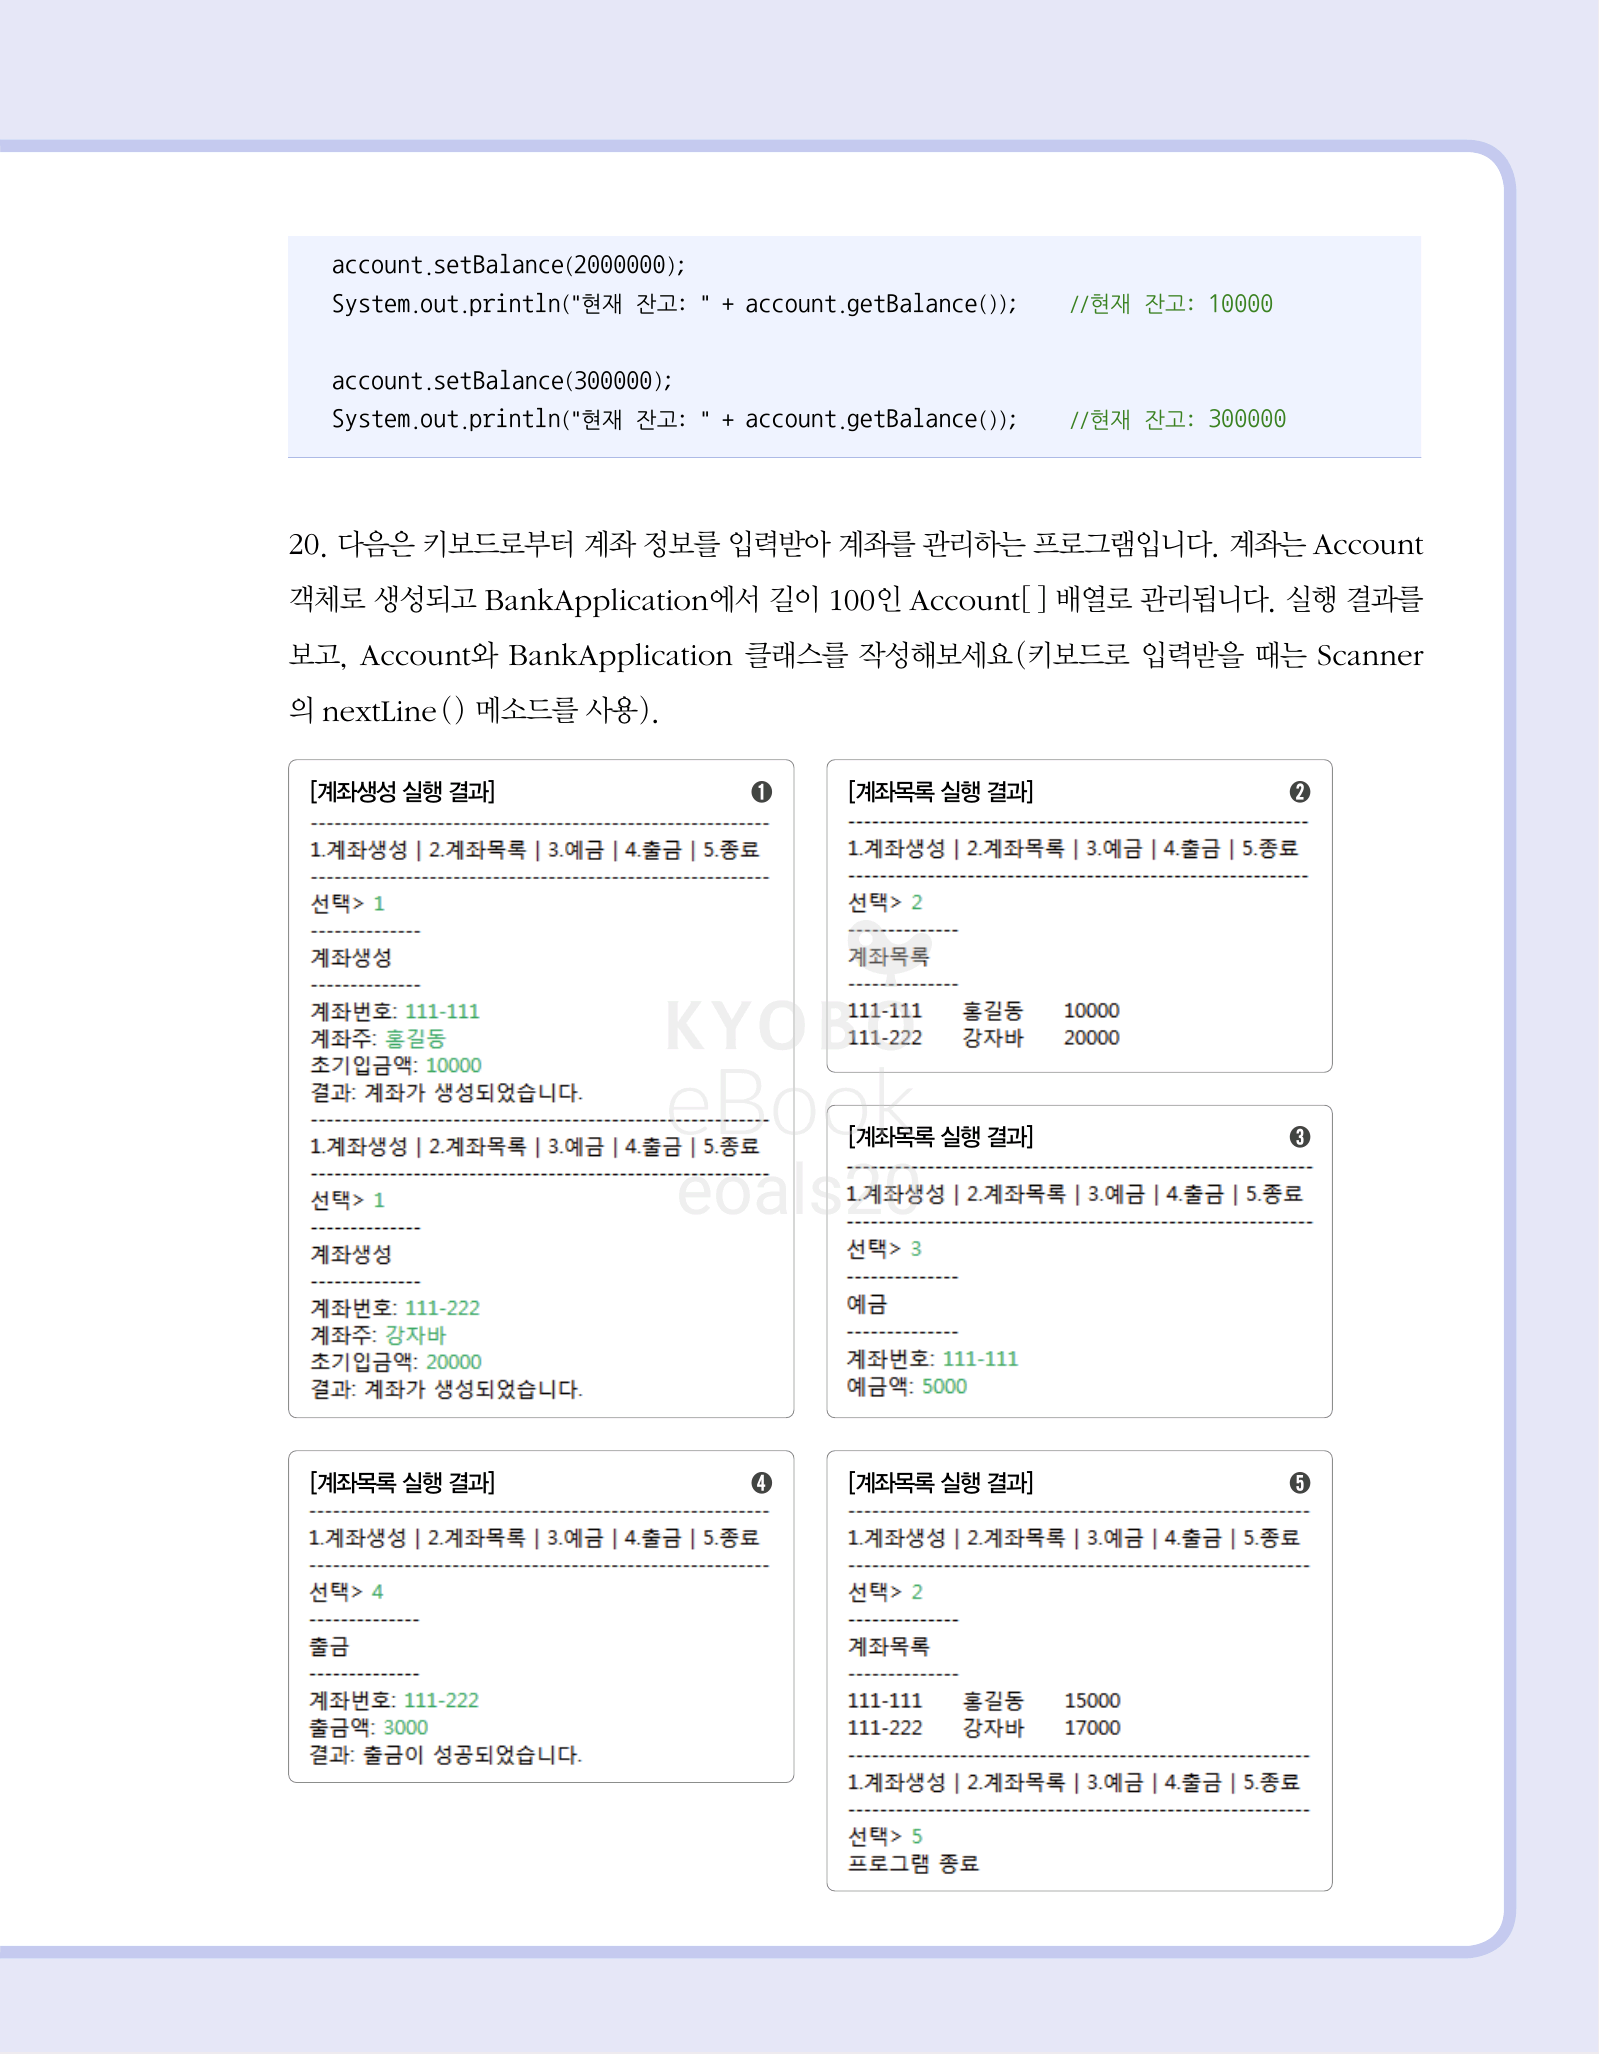 account.setBalance(2000000);
System.out.println("현재 잔고: " + account.getBalance()); //현재 잔고: 10000
account.setBalance(300000);
System.out.println("현재 잔고: " + account.getBalance()); //현재 잔고: 300000
20. 다음은 키보드로부터 계좌 정보를 입력받아 계좌를 관리하는 프로그램입니다. 계좌는 Account
객체로 생성되고 BankApplication에서 길이 100인 Account[ ] 배열로 관리됩니다. 실행 결과를
보고, Account와 BankApplication 클래스를 작성해보세요(키보드로 입력받을 때는 Scanner
의 nextLine( ) 메소드를 사용).
[계좌생성 실행 결과] ❶
----------------------------------------------------------
1.계좌생성 | 2.계좌목록 | 3.예금 | 4.출금 | 5.종료
----------------------------------------------------------
선택> 1
--------------
계좌생성
--------------
계좌번호: 111-111
계좌주: 홍길동
초기입금액: 10000
결과: 계좌가 생성되었습니다.
----------------------------------------------------------
1.계좌생성 | 2.계좌목록 | 3.예금 | 4.출금 | 5.종료
----------------------------------------------------------
선택> 1
--------------
계좌생성
--------------
계좌번호: 111-222
계좌주: 강자바
초기입금액: 20000
결과: 계좌가 생성되었습니다.
[계좌목록 실행 결과] ❷
----------------------------------------------------------
1.계좌생성 | 2.계좌목록 | 3.예금 | 4.출금 | 5.종료
----------------------------------------------------------
선택> 2
--------------
계좌목록
--------------
111-111 홍길동 10000
111-222 강자바 20000
[계좌목록 실행 결과] ❸
----------------------------------------------------------
1.계좌생성 | 2.계좌목록 | 3.예금 | 4.출금 | 5.종료
----------------------------------------------------------
선택> 3
--------------
예금
--------------
계좌번호: 111-111
예금액: 5000
[계좌목록 실행 결과] ❹
----------------------------------------------------------
1.계좌생성 | 2.계좌목록 | 3.예금 | 4.출금 | 5.종료
----------------------------------------------------------
선택> 4
--------------
출금
--------------
계좌번호: 111-222
출금액: 3000
결과: 출금이 성공되었습니다.
[계좌목록 실행 결과] ❺
----------------------------------------------------------
1.계좌생성 | 2.계좌목록 | 3.예금 | 4.출금 | 5.종료
----------------------------------------------------------
선택> 2
--------------
계좌목록
--------------
111-111 홍길동 15000
111-222 강자바 17000
----------------------------------------------------------
1.계좌생성 | 2.계좌목록 | 3.예금 | 4.출금 | 5.종료
----------------------------------------------------------
선택> 5
프로그램 종료
KYOBO
eBook
eoals20